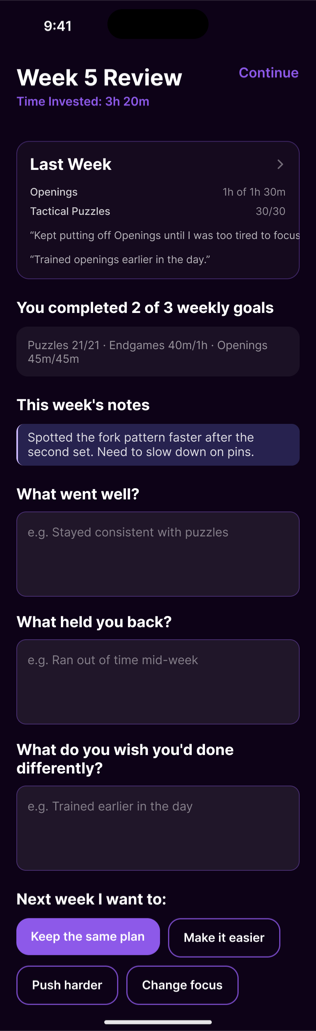 9:41
Week 5 Review
Continue
Time Invested: 3h 20m
Last Week
Openings
1h of 1h 30m
Tactical Puzzles
30/30
“Kept putting off Openings until I was too tired to focus
“Trained openings earlier in the day.”
You completed 2 of 3 weekly goals
Puzzles 21/21 · Endgames 40m/1h · Openings
45m/45m
This week's notes
Spotted the fork pattern faster after the
second set. Need to slow down on pins.
What went well?
e.g. Stayed consistent with puzzles
What held you back?
e.g. Ran out of time mid-week
What do you wish you'd done
differently?
e.g. Trained earlier in the day
Next week I want to:
Keep the same plan
Make it easier
Push harder
Change focus